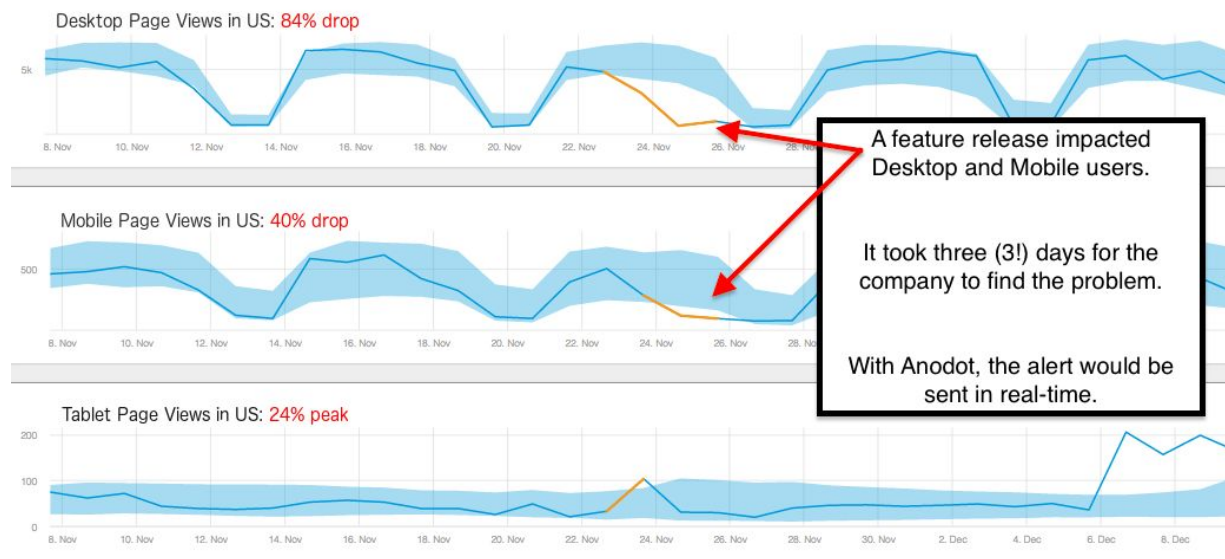 Desktop Page Views in US: 84% drop
5k
8. Nov 10. Nov 12. Nov 14. Nov 16. Nov 18. Nov 20. Nov 22. Nov 24. Nov 26. Nov 28.
A feature release impacted
Desktop and Mobile users.
It took three (3!) days for the
company to find the problem.
With Anodot, the alert would be
sent in real-time.
Mobile Page Views in US: 40% drop
500
8. Nov 10. Nov 12. Nov 14. Nov 16. Nov 18. Nov 20. Nov 22. Nov 24. Nov 26. Nov 28.
Tablet Page Views in US: 24% peak
200
100
0
8. Nov 10. Nov 12. Nov 14. Nov 16. Nov 18. Nov 20. Nov 22. Nov 24. Nov 26. Nov 28. Nov 30. Nov 2. Dec 4. Dec 6. Dec 8. Dec